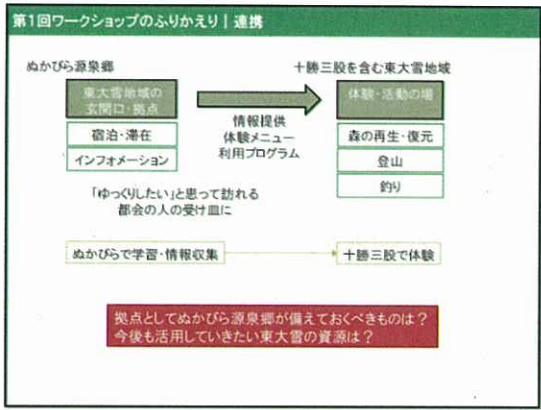 第1回ワークショップのふりかえり | 連携
ぬかびら源泉郷
十勝三股を含む東大雪地域
東大雪地域の
玄関口・拠点
体験・活動の場
情報提供
体験メニュー
利用プログラム
宿泊・滞在
インフォメーション
森の再生・復元
登山
釣り
「ゆっくりしたい」と思って訪れる
都会の人の受け皿に
ぬかびらで学習・情報収集
十勝三股で体験
拠点としてぬかびら源泉郷が備えておくべきものは?
今後も活用していきたい東大雪の資源は?